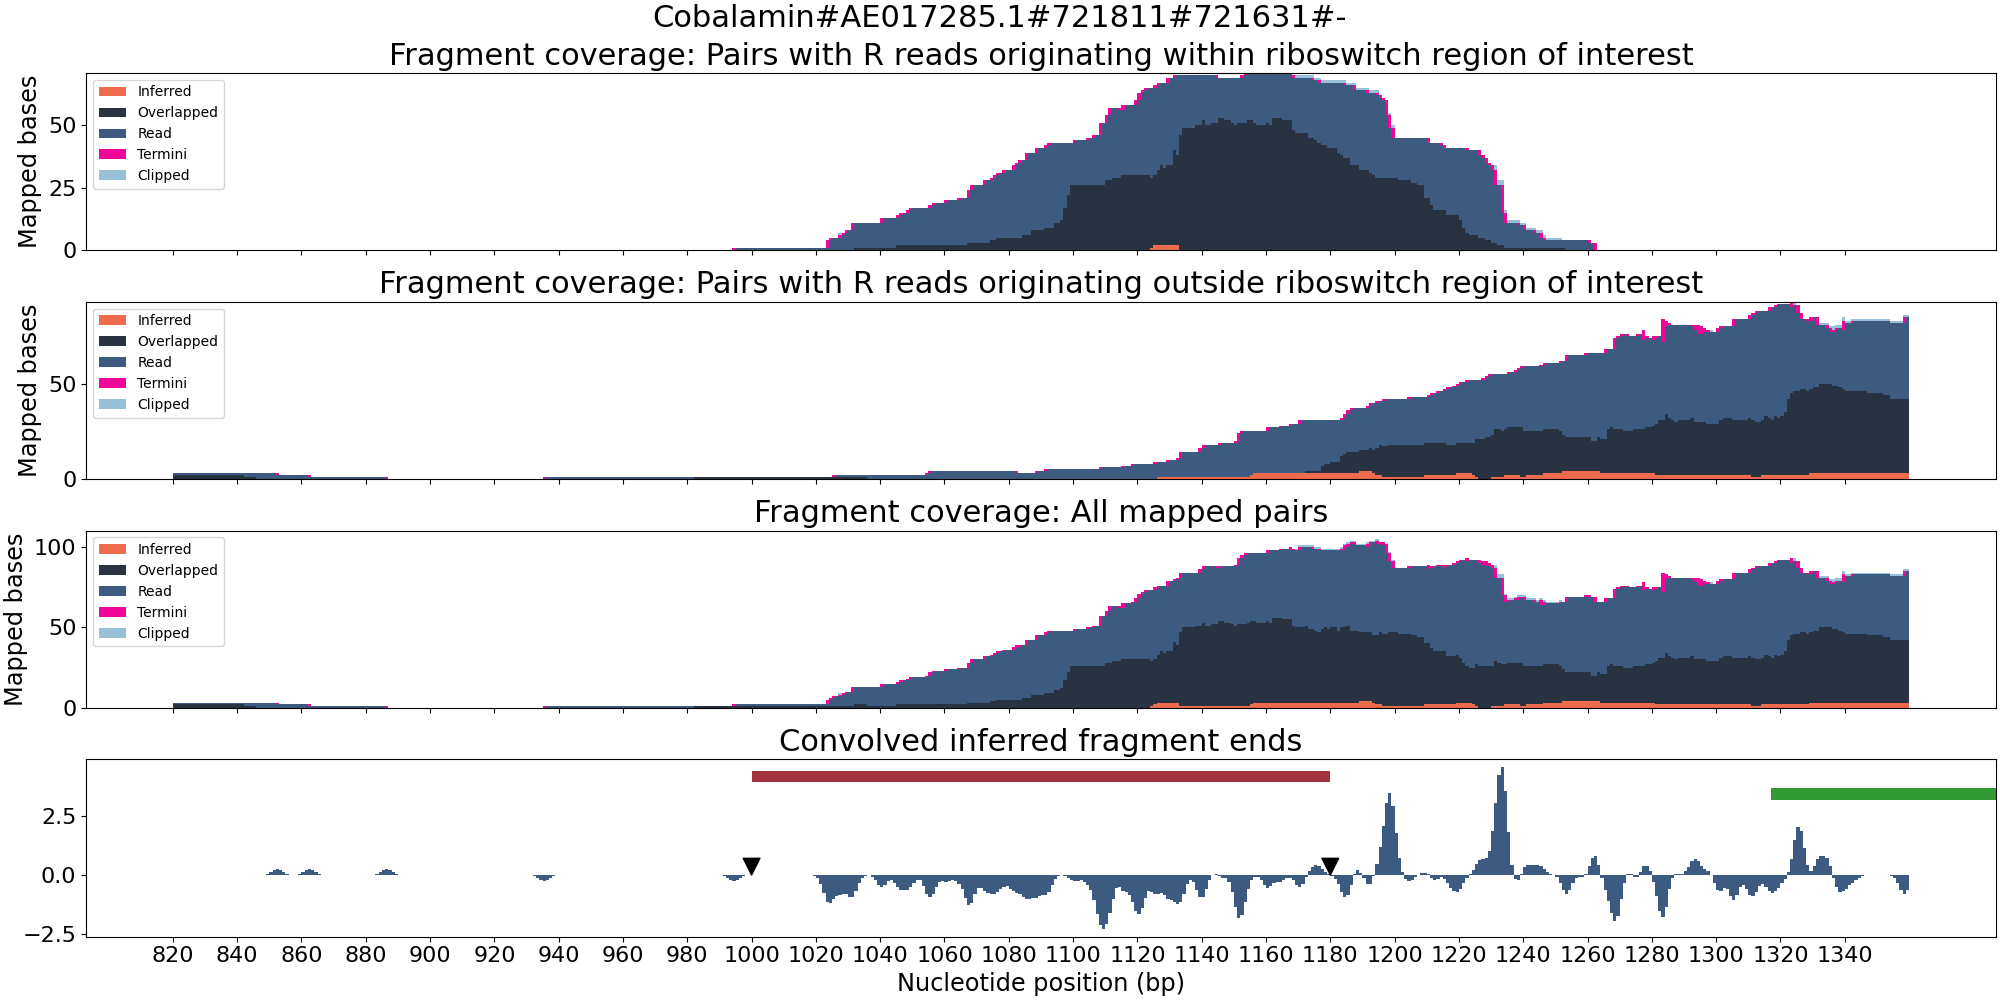 Cobalamin#AE017285.1#721811#721631#-
Fragment coverage: Pairs with R reads originating within riboswitch region of interest
Mapped bases
50
25
0
Inferred
Overlapped
Read
Termini
Clipped
Fragment coverage: Pairs with R reads originating outside riboswitch region of interest
Mapped bases
50
0
Inferred
Overlapped
Read
Termini
Clipped
Fragment coverage: All mapped pairs
Mapped bases
100
50
0
Inferred
Overlapped
Read
Termini
Clipped
Convolved inferred fragment ends
2.5
0.0
−2.5
820 840 860 880 900 920 940 960 980 1000 1020 1040 1060 1080 1100 1120 1140 1160 1180 1200 1220 1240 1260 1280 1300 1320 1340
Nucleotide position (bp)